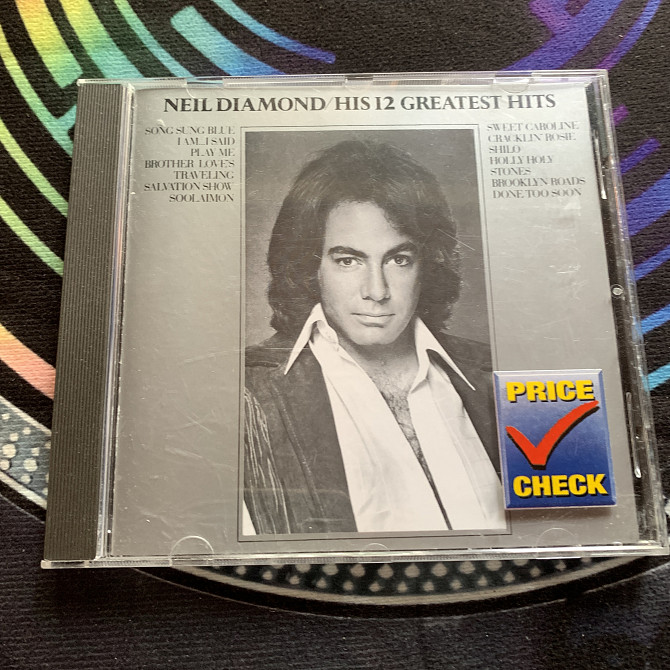 NEIL DIAMOND/HIS 12 GREATEST HITS
SONG SUNG BLUE
I AM...I SAID
PLAY ME
BROTHER LOVE'S
TRAVELING
SALVATION SHOW
SOOLAIMON
SWEET CAROLINE
CRACKLIN' ROSIE
SHILO
HOLLY HOLY
STONES
BROOKLYN ROADS
DONE TOO SOON
PRICE
CHECK